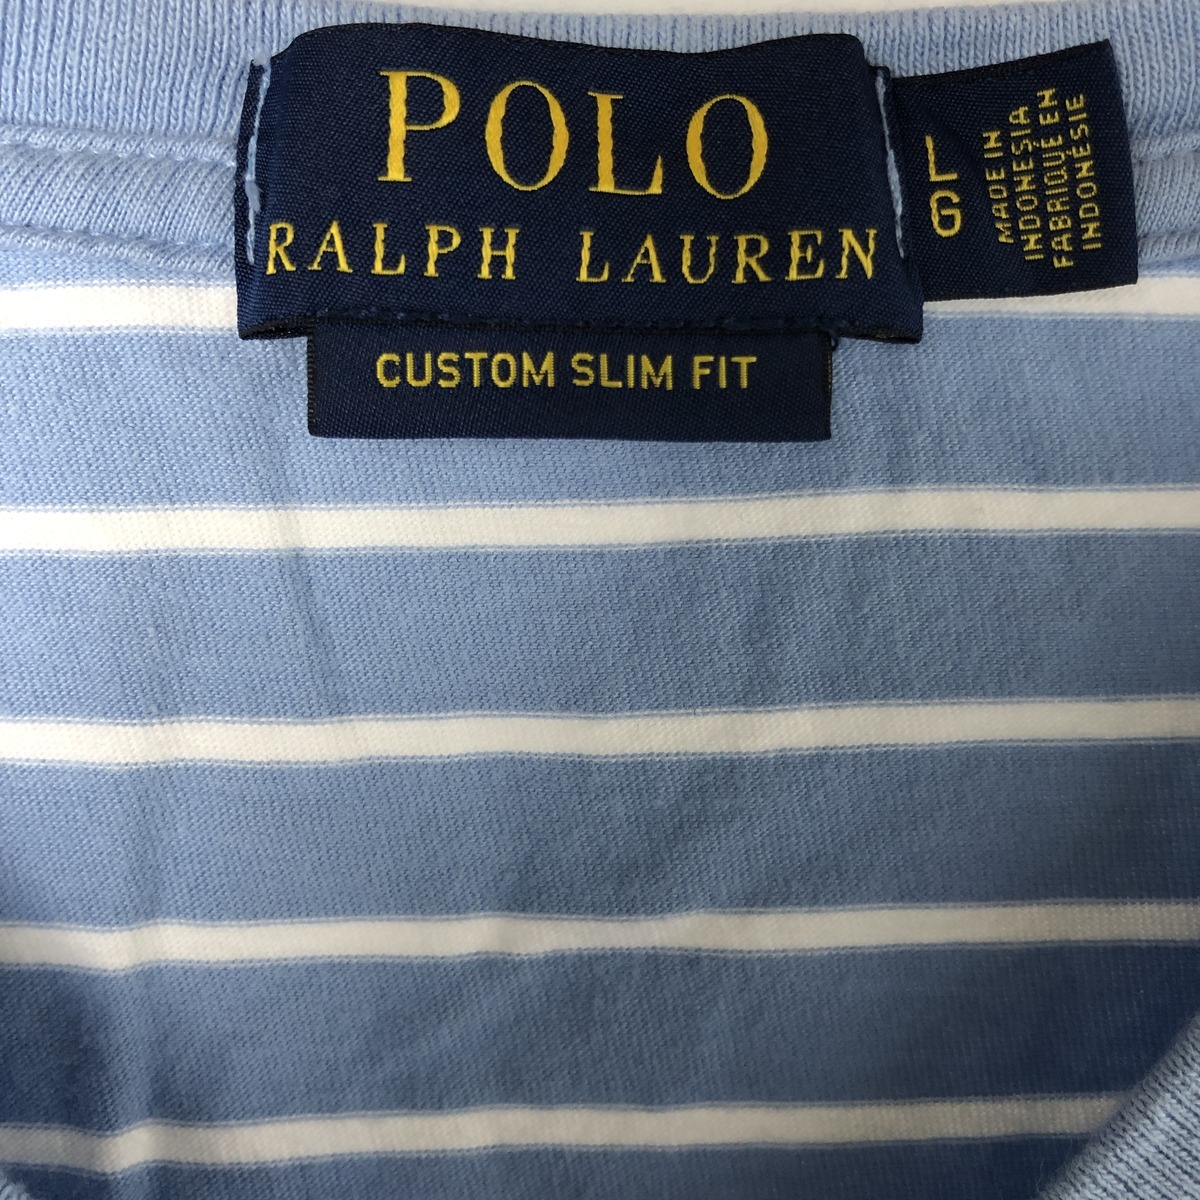 POLO
RALPH LAUREN
CUSTOM SLIM FIT
L
G
MADE IN
INDONESIA
FABRIQUÉ EN
INDONÉSIE